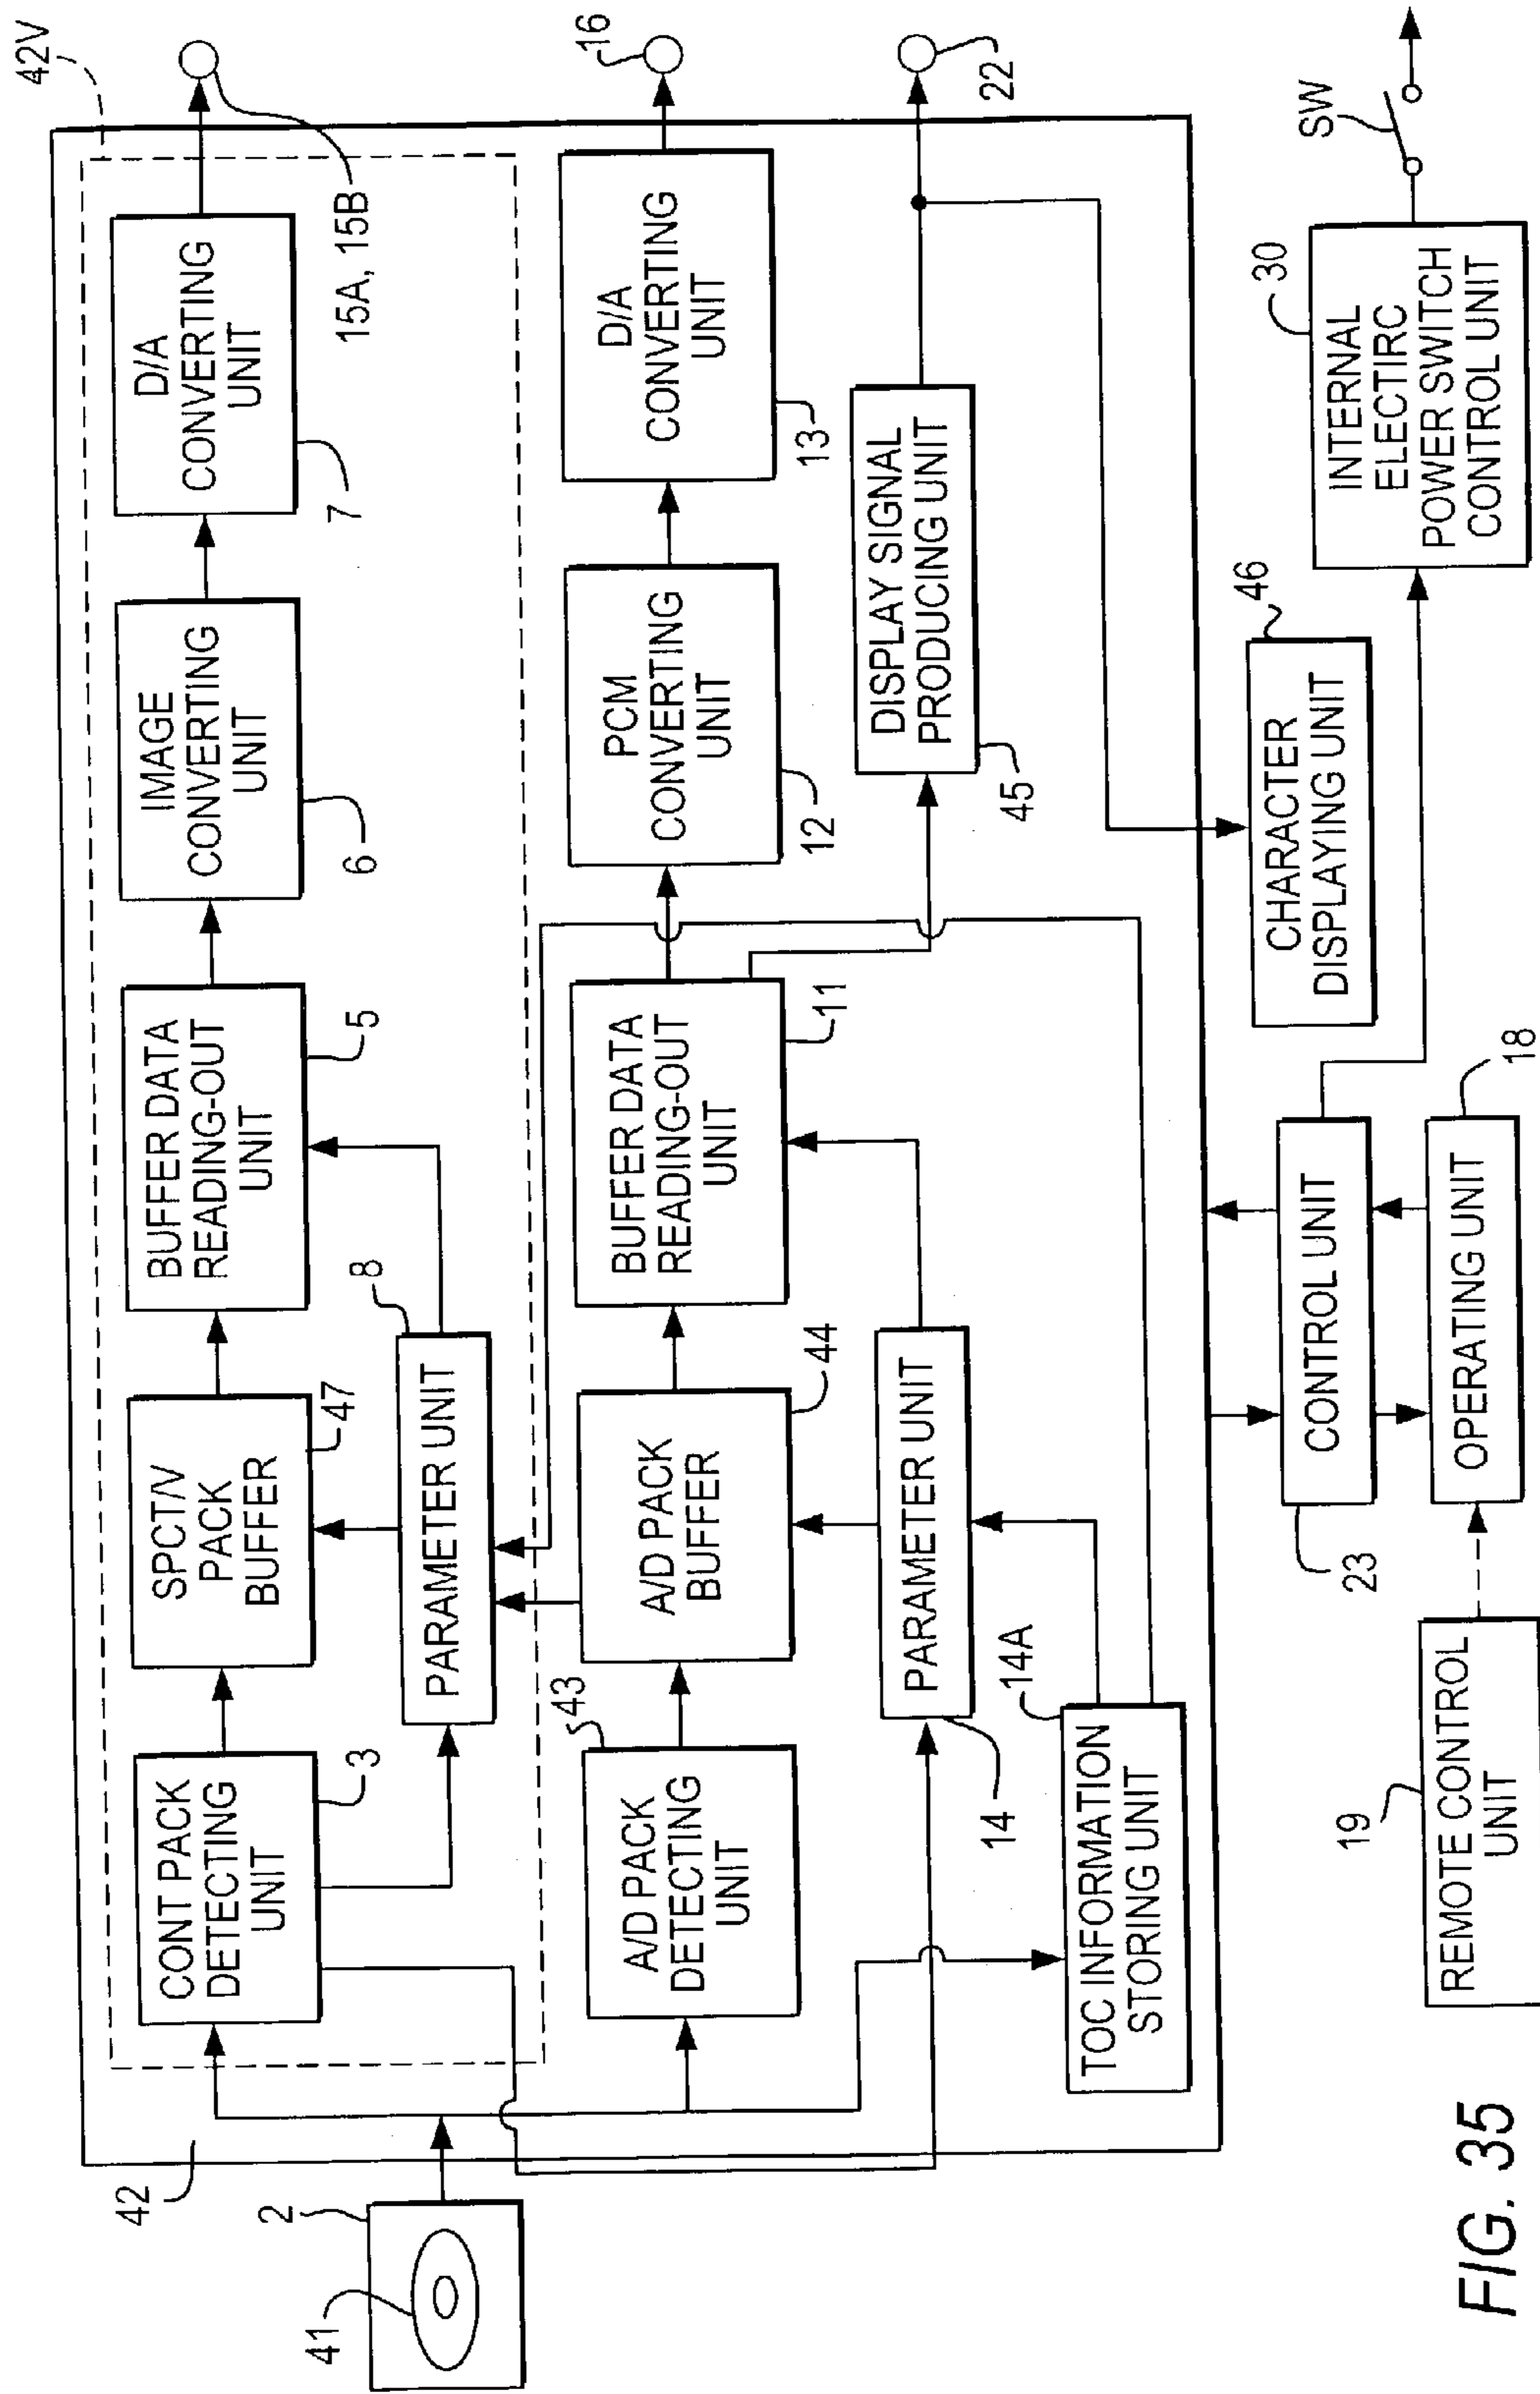 42V
CONT PACK
DETECTING
UNIT
3
SPCT/V
PACK
BUFFER
47
BUFFER DATA
READING-OUT
UNIT
5
IMAGE
CONVERTING
UNIT
6
D/A
CONVERTING
UNIT
7
15A, 15B
PARAMETER UNIT
8
42
2
41
A/D PACK
DETECTING
UNIT
43
A/D PACK
BUFFER
44
BUFFER DATA
READING-OUT
UNIT
11
PCM
CONVERTING
UNIT
12
D/A
CONVERTING
UNIT
13
16
PARAMETER UNIT
14
DISPLAY SIGNAL
PRODUCING UNIT
45
22
TOC INFORMATION
STORING UNIT
14A
CONTROL UNIT
23
CHARACTER
DISPLAYING UNIT
46
INTERNAL
ELECTIRC
POWER SWITCH
CONTROL UNIT
30
SW
REMOTE CONTROL
UNIT
19
OPERATING UNIT
18
FIG. 35